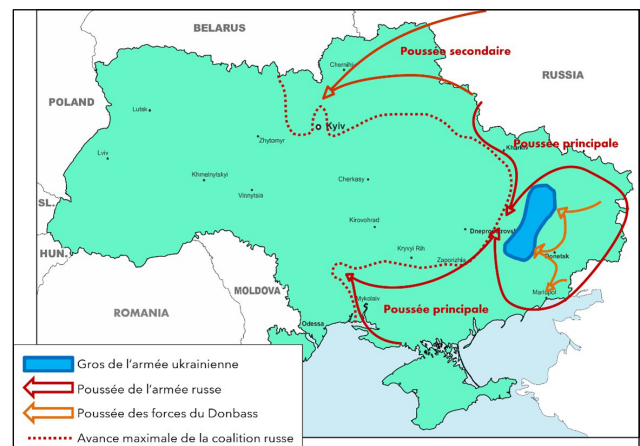 BELARUS
Poussée secondaire
Chernihiv
RUSSIA
POLAND
Lutsk
Kyiv
Zhytomyr
Kharkiv
Poussée principale
Lviv
Khmelnytskyi
Vinnytsia
Cherkasy
SL.
Kirovohrad
Dnepropetrovsk
HUN.
Kryvyi Rih
Zaporizhia
Donetsk
MOLDOVA
Mariupol
Mykolaiv
Poussée principale
ROMANIA
Odessa
Gros de l'armée ukrainienne
Poussée de l'armée russe
Poussée des forces du Donbass
Avance maximale de la coalition russe